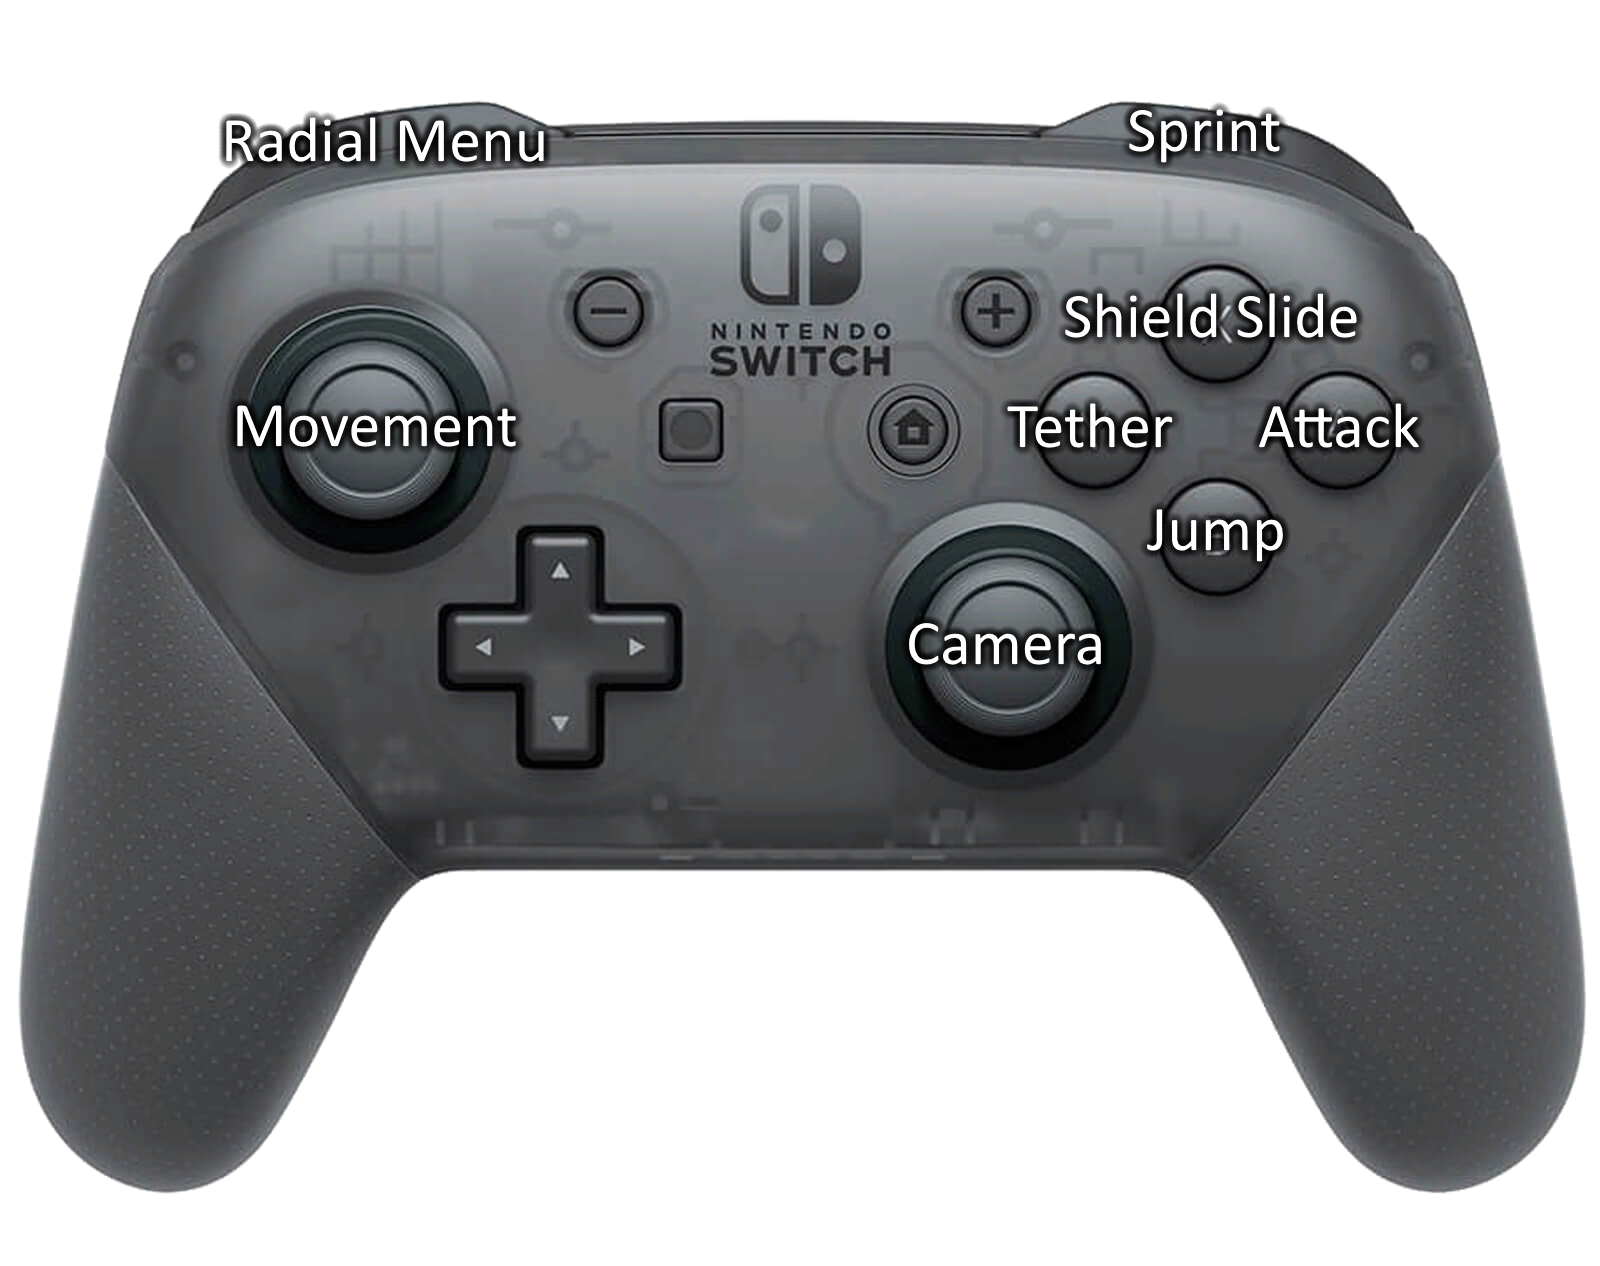 Radial Menu
Sprint
NINTENDO
SWITCH
Shield Slide
Movement
Tether
Attack
Jump
Camera